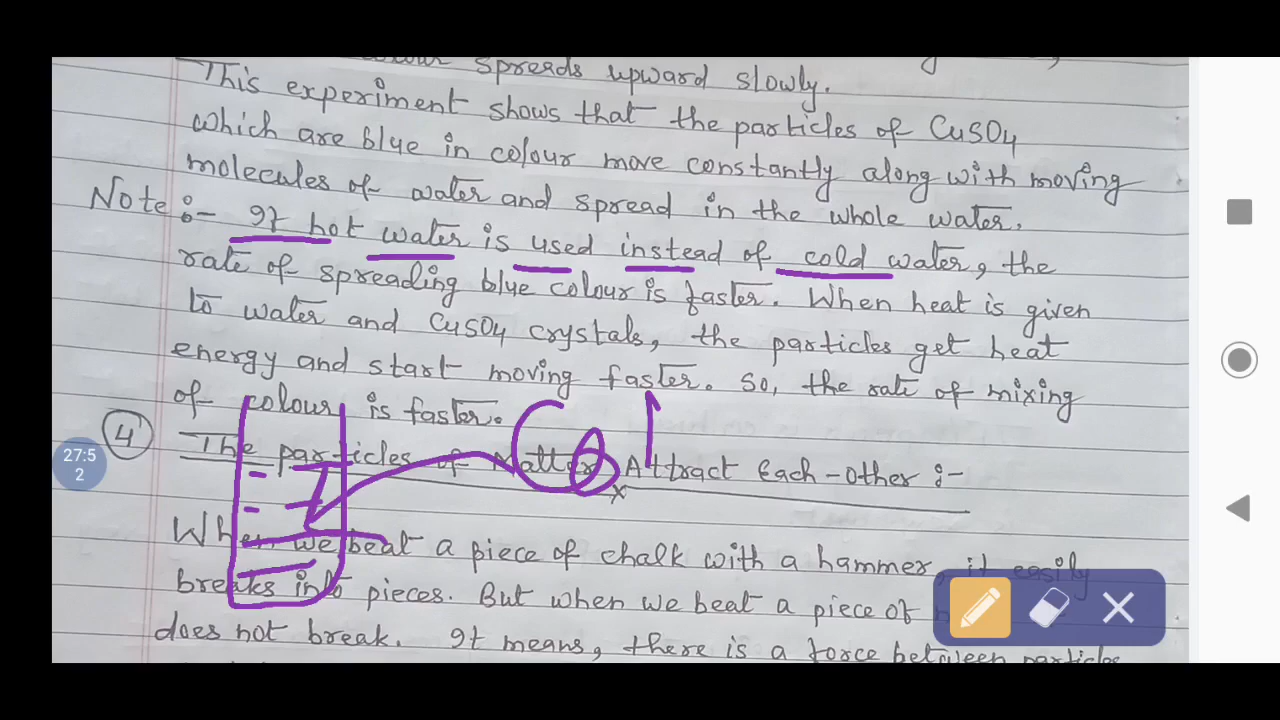 colour spreads upward slowly.
This experiment shows that the particles of CuSO4
which are blue in colour move constantly along with moving
molecules of water and spread in the whole water.
Note :- If hot water is used instead of cold water, the
rate of spreading blue colour is faster. When heat is given
to water and CuSO4 crystals, the particles get heat
energy and start moving faster. So, the rate of mixing
of colour is faster.
4 The particles of Matter Attract Each-Other :-
When we beat a piece of chalk with a hammer, it easily
breaks into pieces. But when we beat a piece of
does not break. It means, there is a force between particles
27:5
2